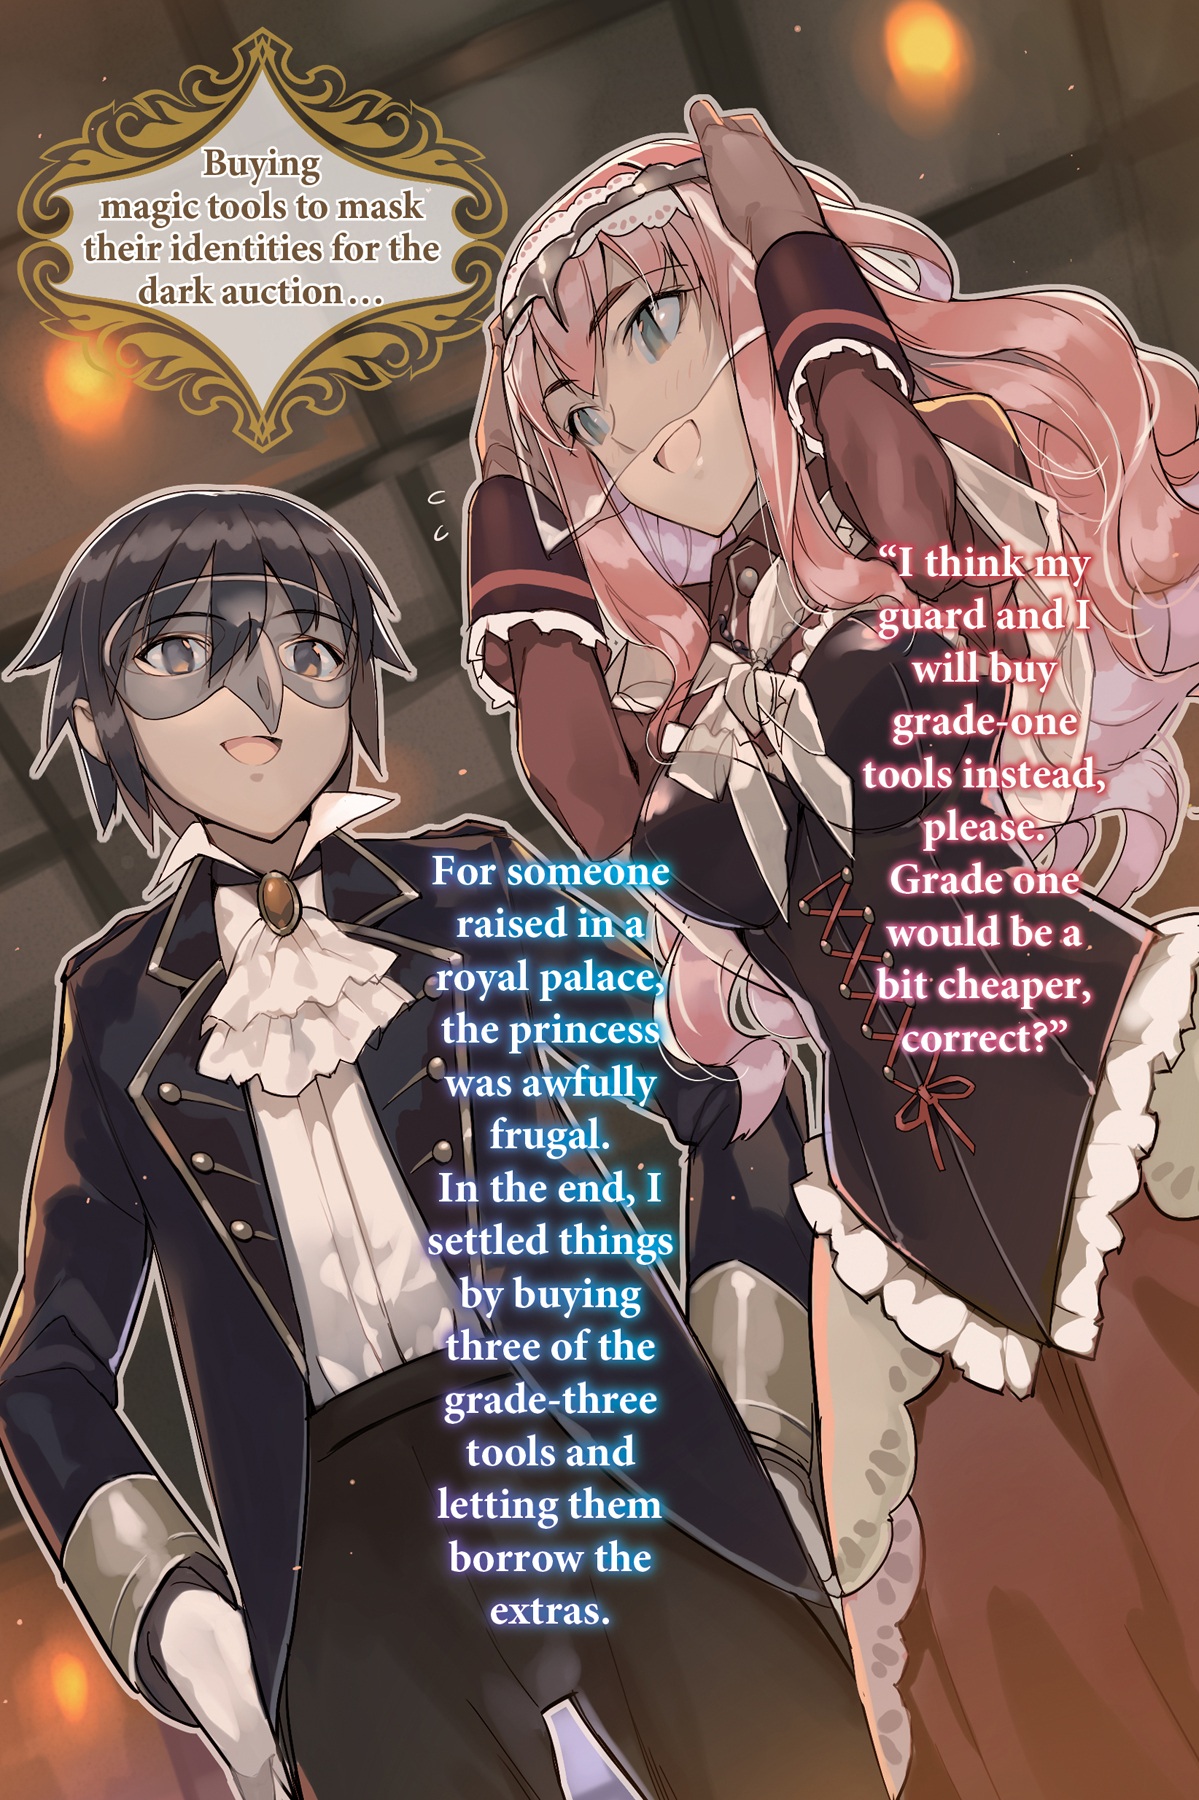 Buying
magic tools to mask
their identities for the
dark auction...
“I think my
guard and I
will buy
grade-one
tools instead,
please.
Grade one
would be a
bit cheaper,
correct?”
For someone
raised in a
royal palace,
the princess
was awfully
frugal.
In the end, I
settled things
by buying
three of the
grade-three
tools and
letting them
borrow the
extras.